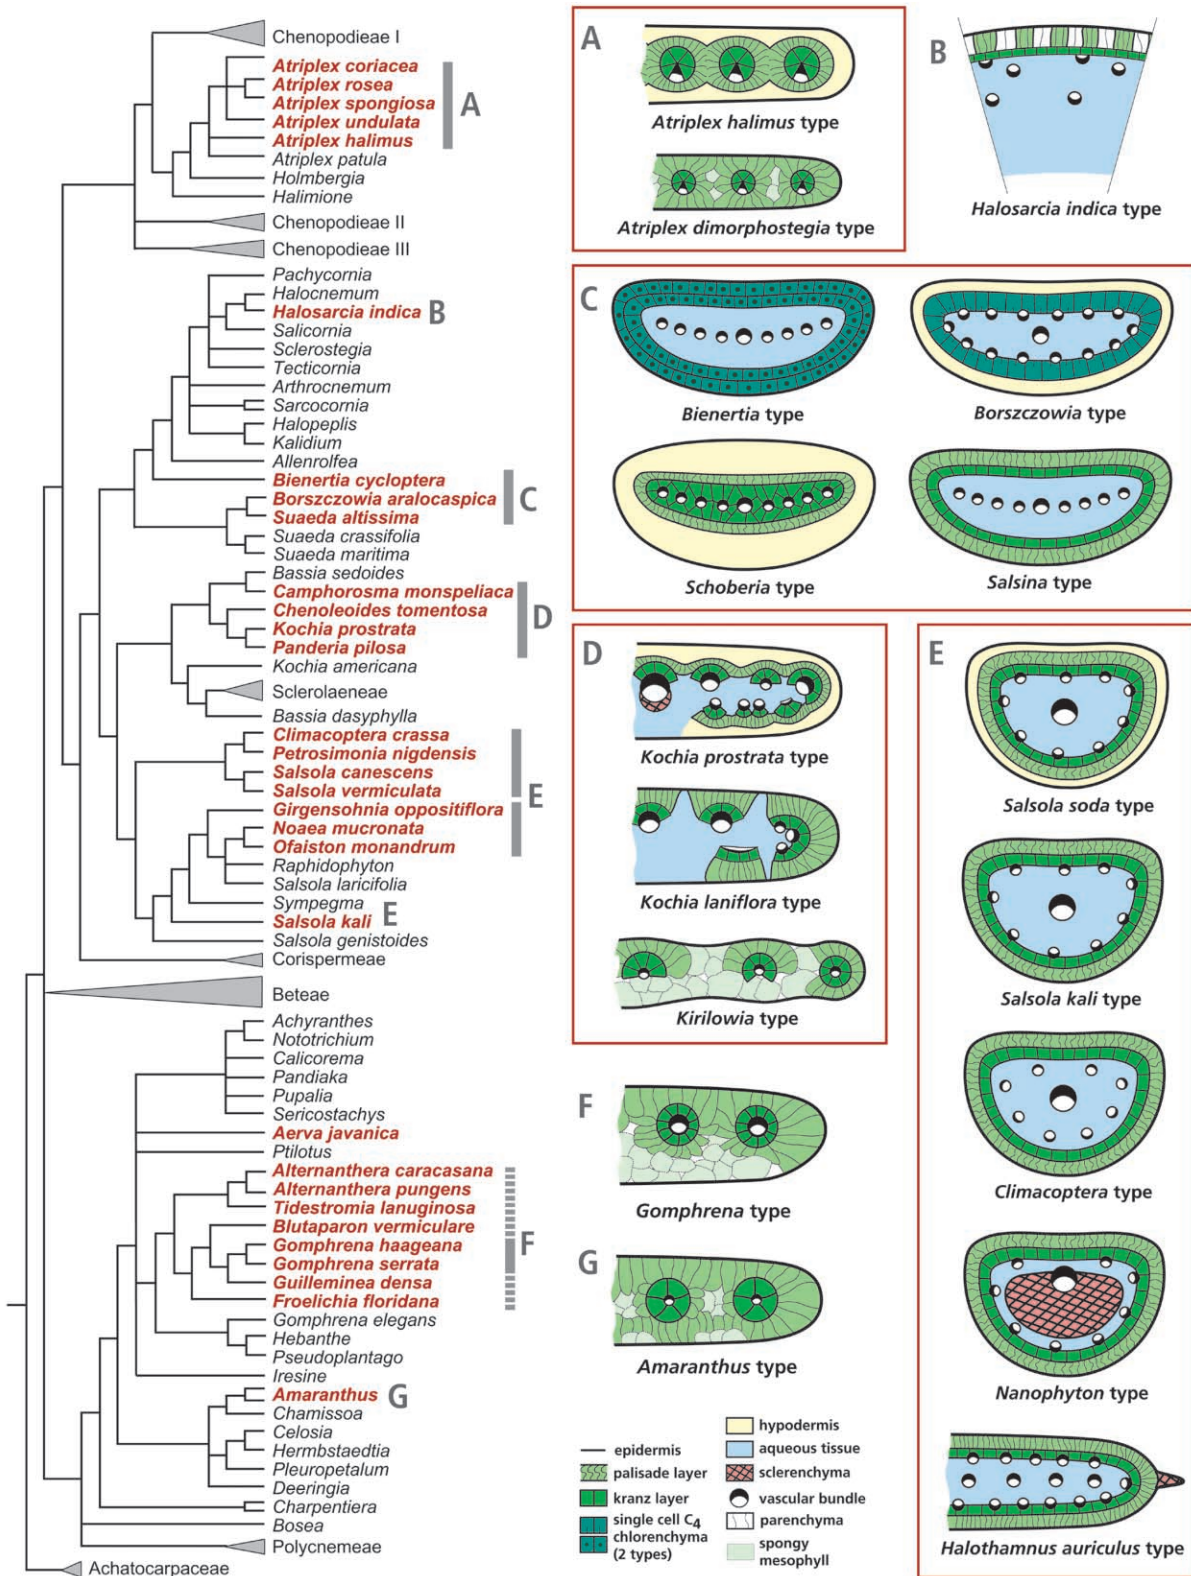 Chenopodieae I
Atriplex coriacea
Atriplex rosea
Atriplex spongiosa
Atriplex undulata
Atriplex halimus
A
Atriplex patula
Holmbergia
Halimione
Chenopodieae II
Chenopodieae III
Pachycornia
Halocnemum
Halosarcia indica
B
Salicornia
Sclerostegia
Tecticornia
Arthrocnemum
Sarcocornia
Halopeplis
Kalidium
Allenrolfea
Bienertia cycloptera
Borszczowia aralocaspica
Suaeda altissima
C
Suaeda crassifolia
Suaeda maritima
Bassia sedoides
Camphorosma monspeliaca
Chenoleoides tomentosa
Kochia prostrata
Panderia pilosa
D
Kochia americana
Sclerolaeneae
Bassia dasyphylla
Climacoptera crassa
Petrosimonia nigdensis
Salsola canescens
Salsola vermiculata
E
Girgensohnia oppositiflora
Noaea mucronata
Ofaiston monandrum
Raphidophyton
Salsola laricifolia
Sympegma
Salsola kali
E
Salsola genistoides
Corispermeae
Beteae
Achyranthes
Nototrichium
Calicorema
Pandiaka
Pupalia
Sericostachys
Aerva javanica
Ptilotus
Alternanthera caracasana
Alternanthera pungens
Tidestromia lanuginosa
Blutaparon vermiculare
Gomphrena haageana
F
Gomphrena serrata
Guilleminea densa
Froelichia floridana
Gomphrena elegans
Hebanthe
Pseudoplantago
Iresine
Amaranthus
G
Chamissoa
Celosia
Hermbstaedtia
Pleuropetalum
Deeringia
Charpentiera
Bosea
Polycnemeae
Achatocarpaceae
A
Atriplex halimus type
Atriplex dimorphostegia type
B
Halosarcia indica type
C
Bienertia type
Borszczowia type
Schoberia type
Salsina type
D
Kochia prostrata type
Kochia laniflora type
Kirilowia type
E
Salsola soda type
Salsola kali type
Climacoptera type
Nanophyton type
Halothamnus auriculus type
F
Gomphrena type
G
Amaranthus type
epidermis
palisade layer
kranz layer
single cell C₄
chlorenchyma
(2 types)
hypodermis
aqueous tissue
sclerenchyma
vascular bundle
parenchyma
spongy
mesophyll